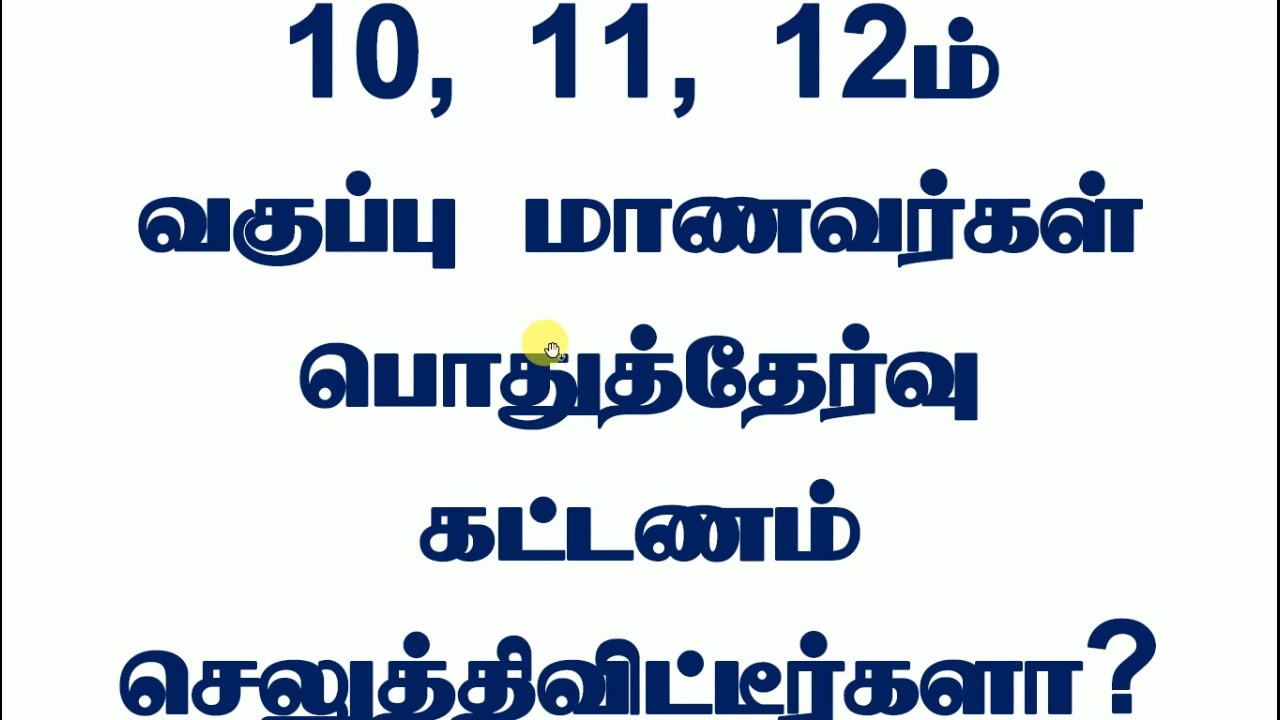 10, 11, 12ம்
வகுப்பு மாணவர்கள்
பொதுத்தேர்வு
கட்டணம்
செலுத்திவிட்டீர்களா?